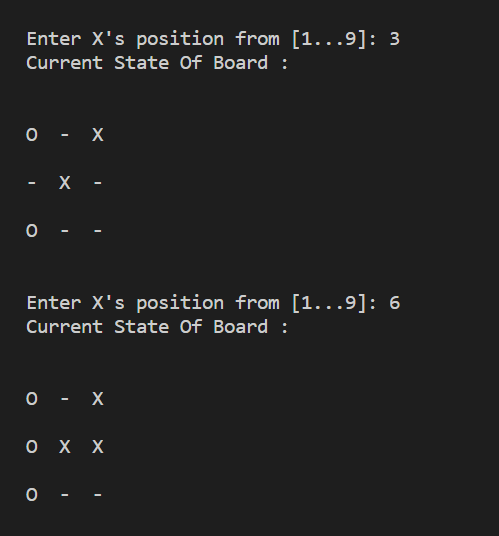 Enter X's position from [1...9]: 3
Current State Of Board :
O - X
- X -
O - -
Enter X's position from [1...9]: 6
Current State Of Board :
O - X
O X X
O - -